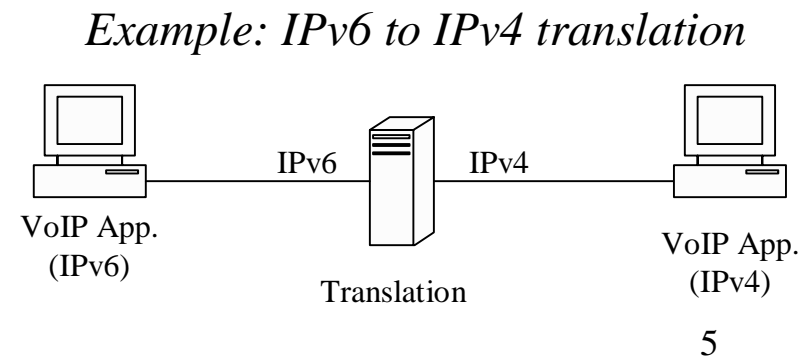 Example: IPv6 to IPv4 translation
IPv6
IPv4
VoIP App.
(IPv6)
Translation
VoIP App.
(IPv4)
5